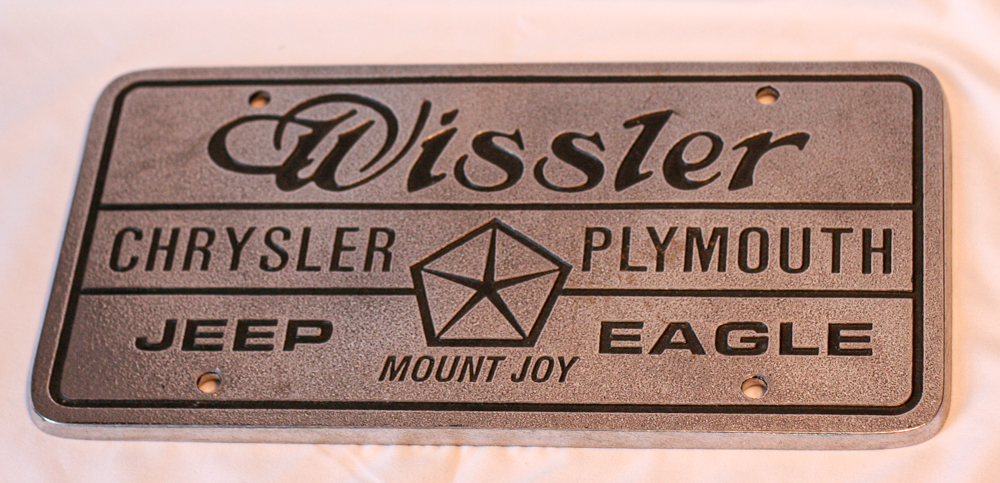 Wissler
CHRYSLER PLYMOUTH
JEEP EAGLE
MOUNT JOY